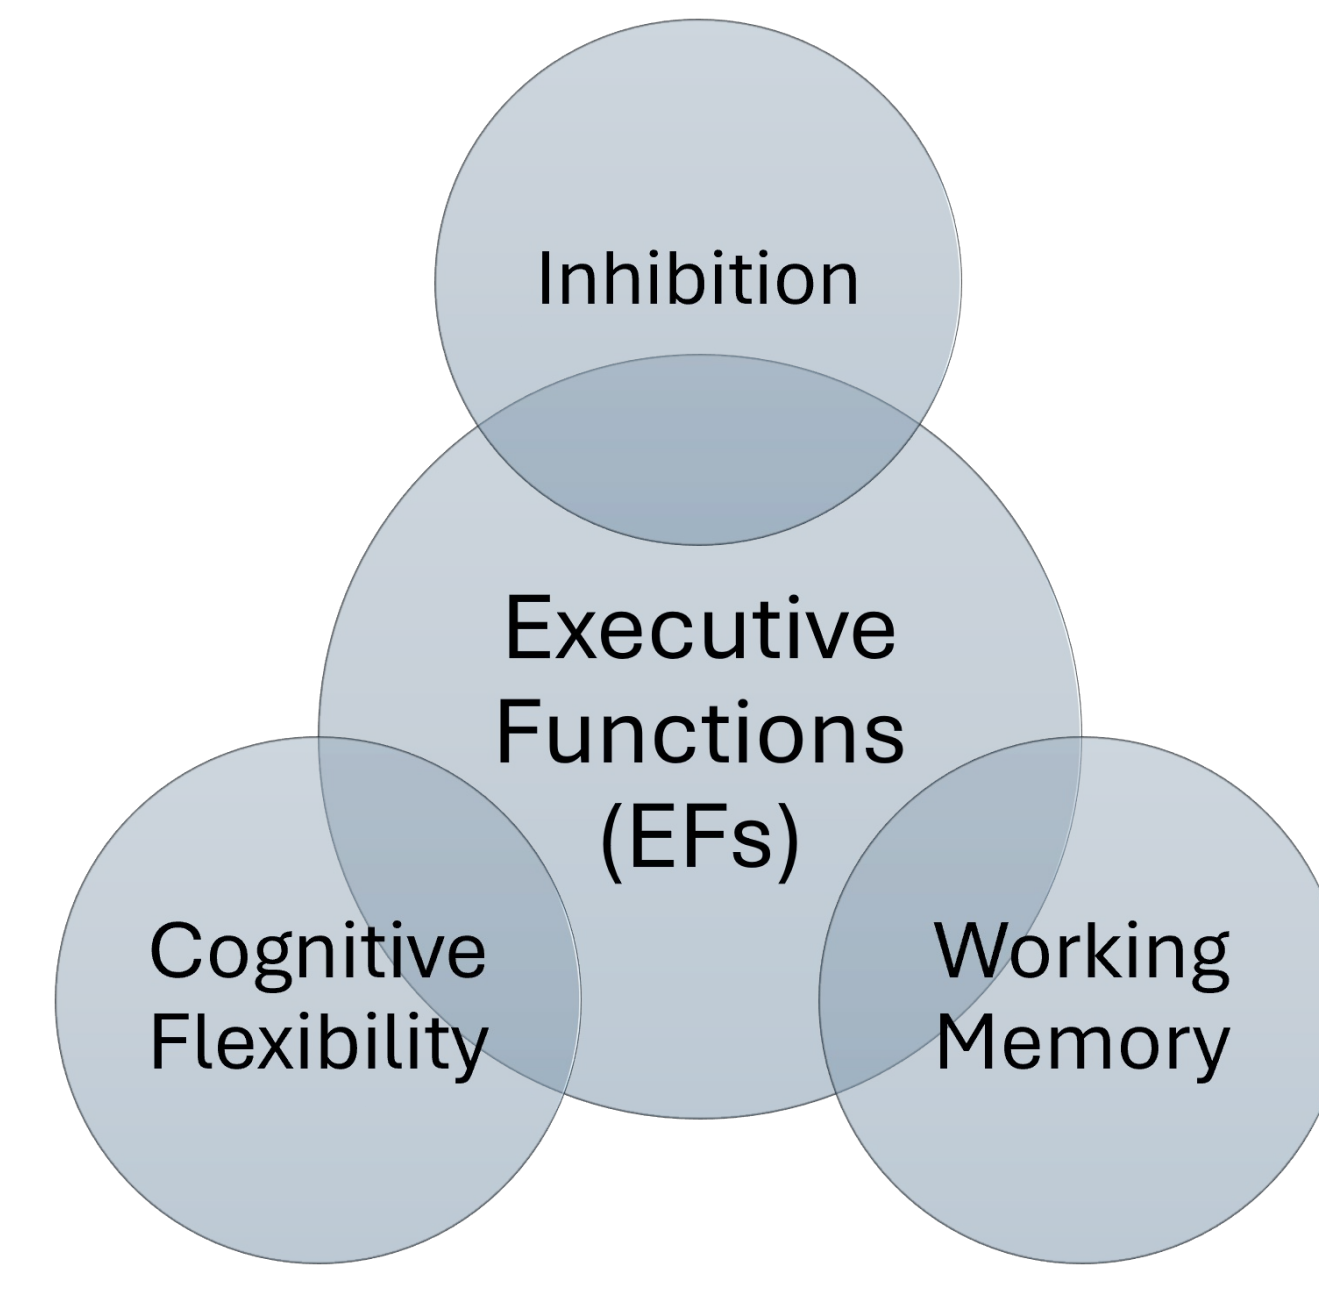 Inhibition
Executive
Functions
(EFs)
Cognitive
Flexibility
Working
Memory